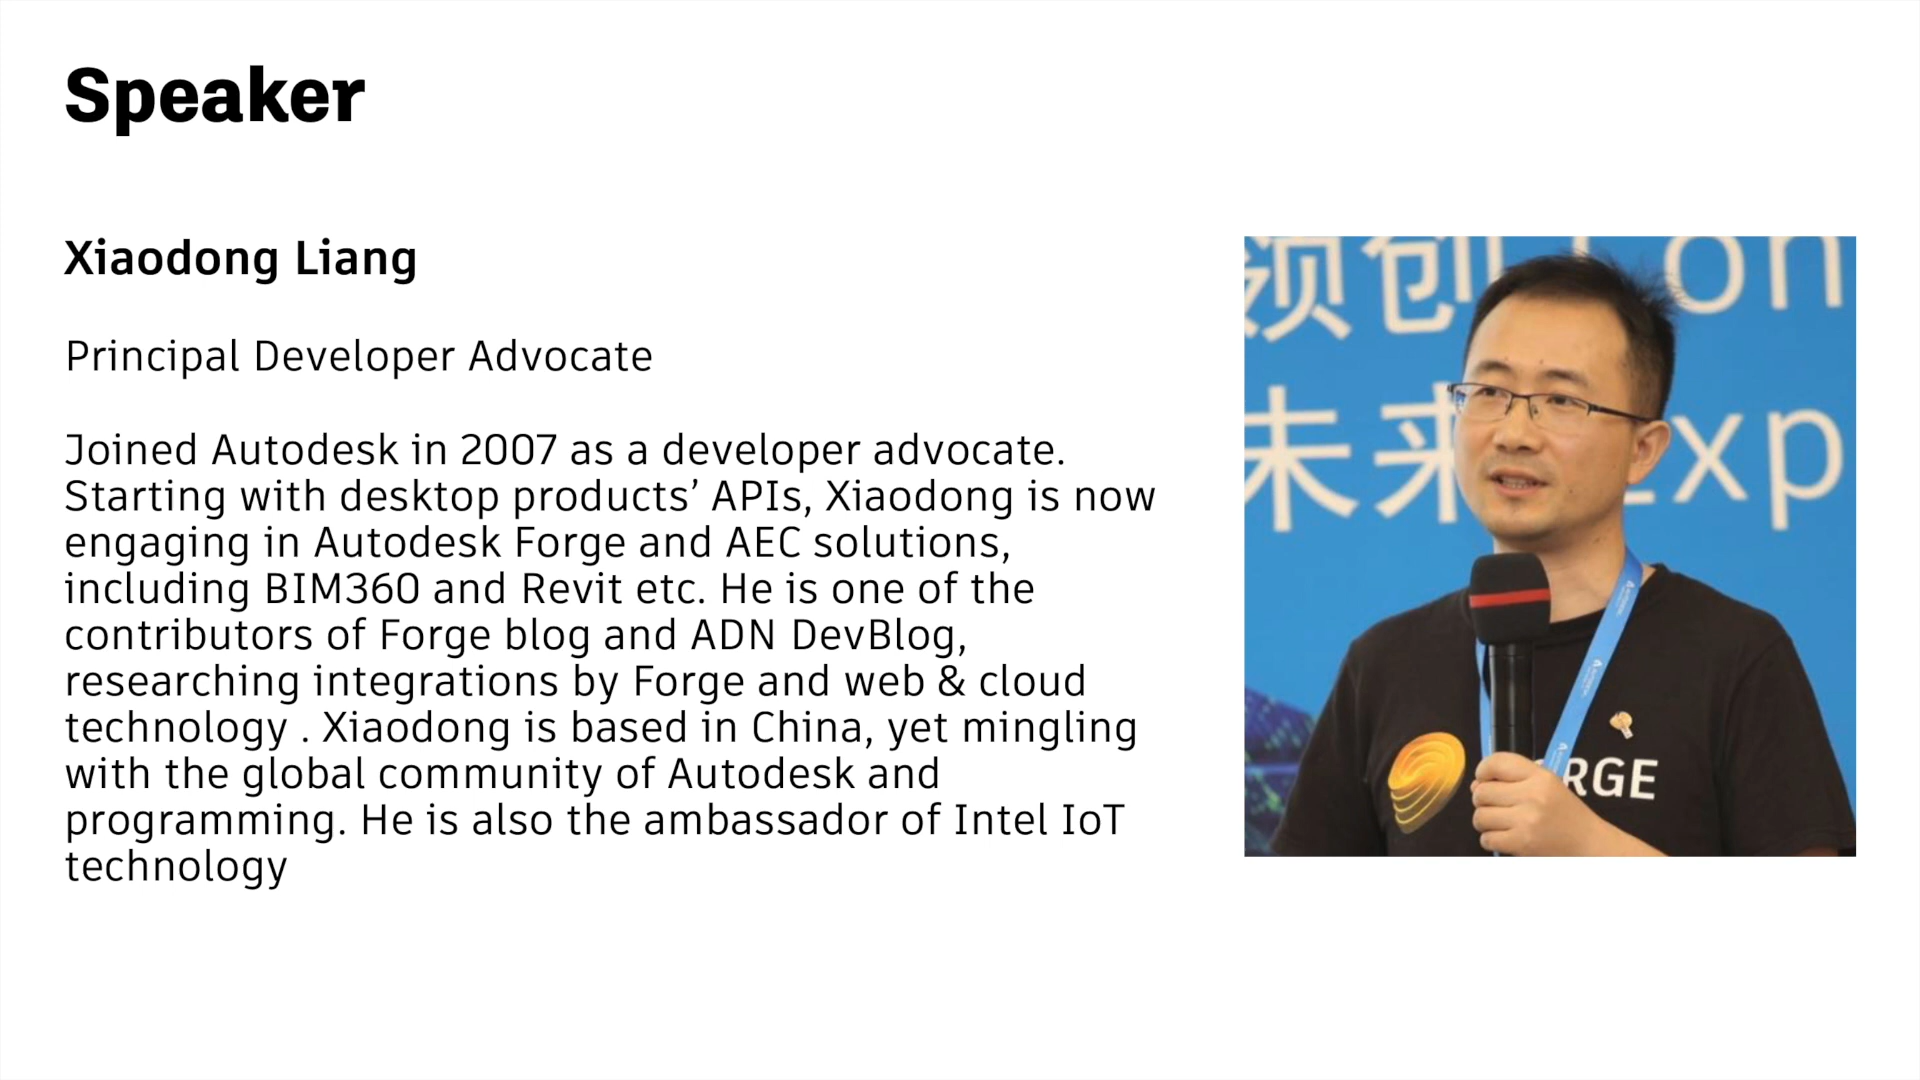 Speaker
Xiaodong Liang
Principal Developer Advocate
Joined Autodesk in 2007 as a developer advocate.
Starting with desktop products’ APIs, Xiaodong is now
engaging in Autodesk Forge and AEC solutions,
including BIM360 and Revit etc. He is one of the
contributors of Forge blog and ADN DevBlog,
researching integrations by Forge and web & cloud
technology . Xiaodong is based in China, yet mingling
with the global community of Autodesk and
programming. He is also the ambassador of Intel IoT
technology
领创 on
未来 Exp
RGE